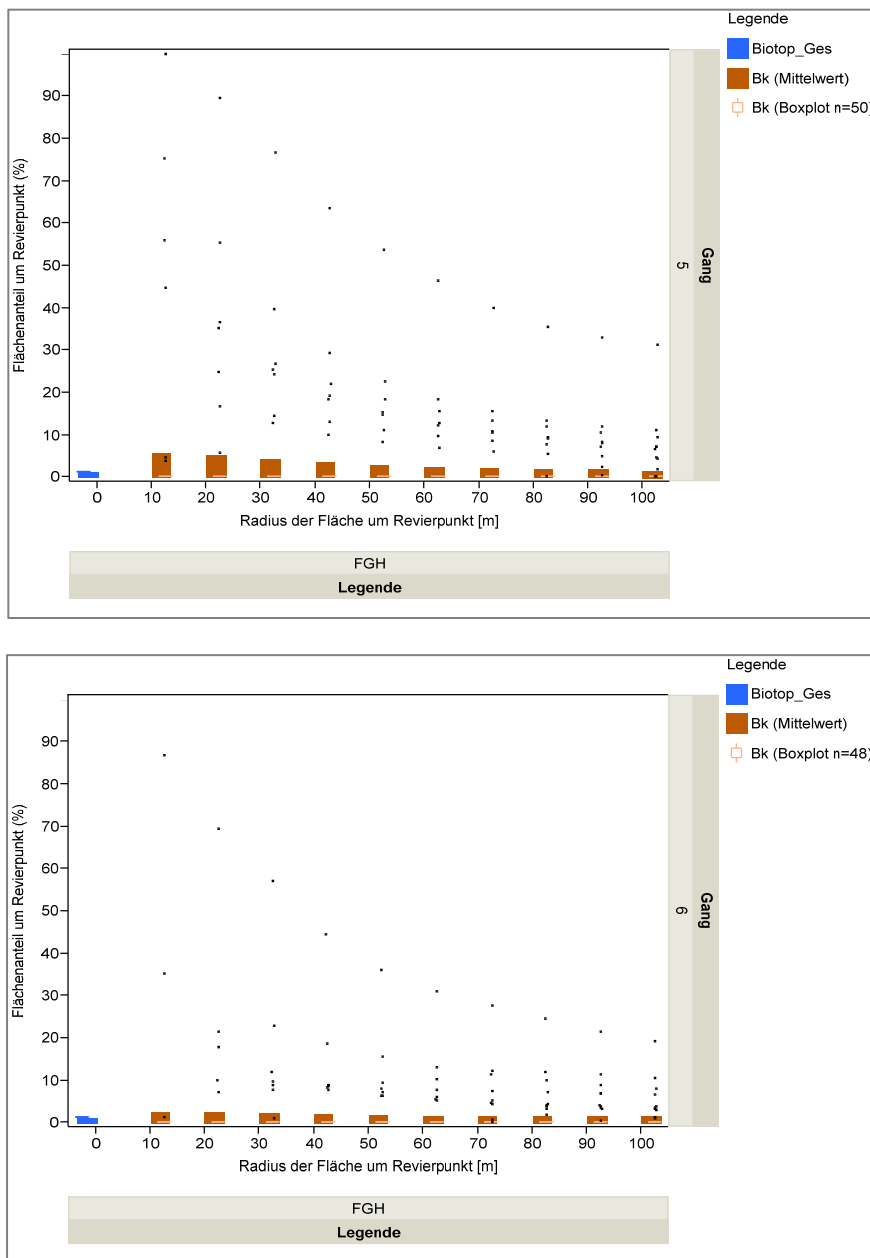 Legende
Biotop_Ges
Bk (Mittelwert)
Bk (Boxplot n=50)
Flächenanteil um Revierpunkt (%)
90
80
70
60
50
40
30
20
10
0
0 10 20 30 40 50 60 70 80 90 100
Radius der Fläche um Revierpunkt [m]
5
Gang
FGH
Legende
Legende
Biotop_Ges
Bk (Mittelwert)
Bk (Boxplot n=48)
Flächenanteil um Revierpunkt (%)
90
80
70
60
50
40
30
20
10
0
0 10 20 30 40 50 60 70 80 90 100
Radius der Fläche um Revierpunkt [m]
6
Gang
FGH
Legende